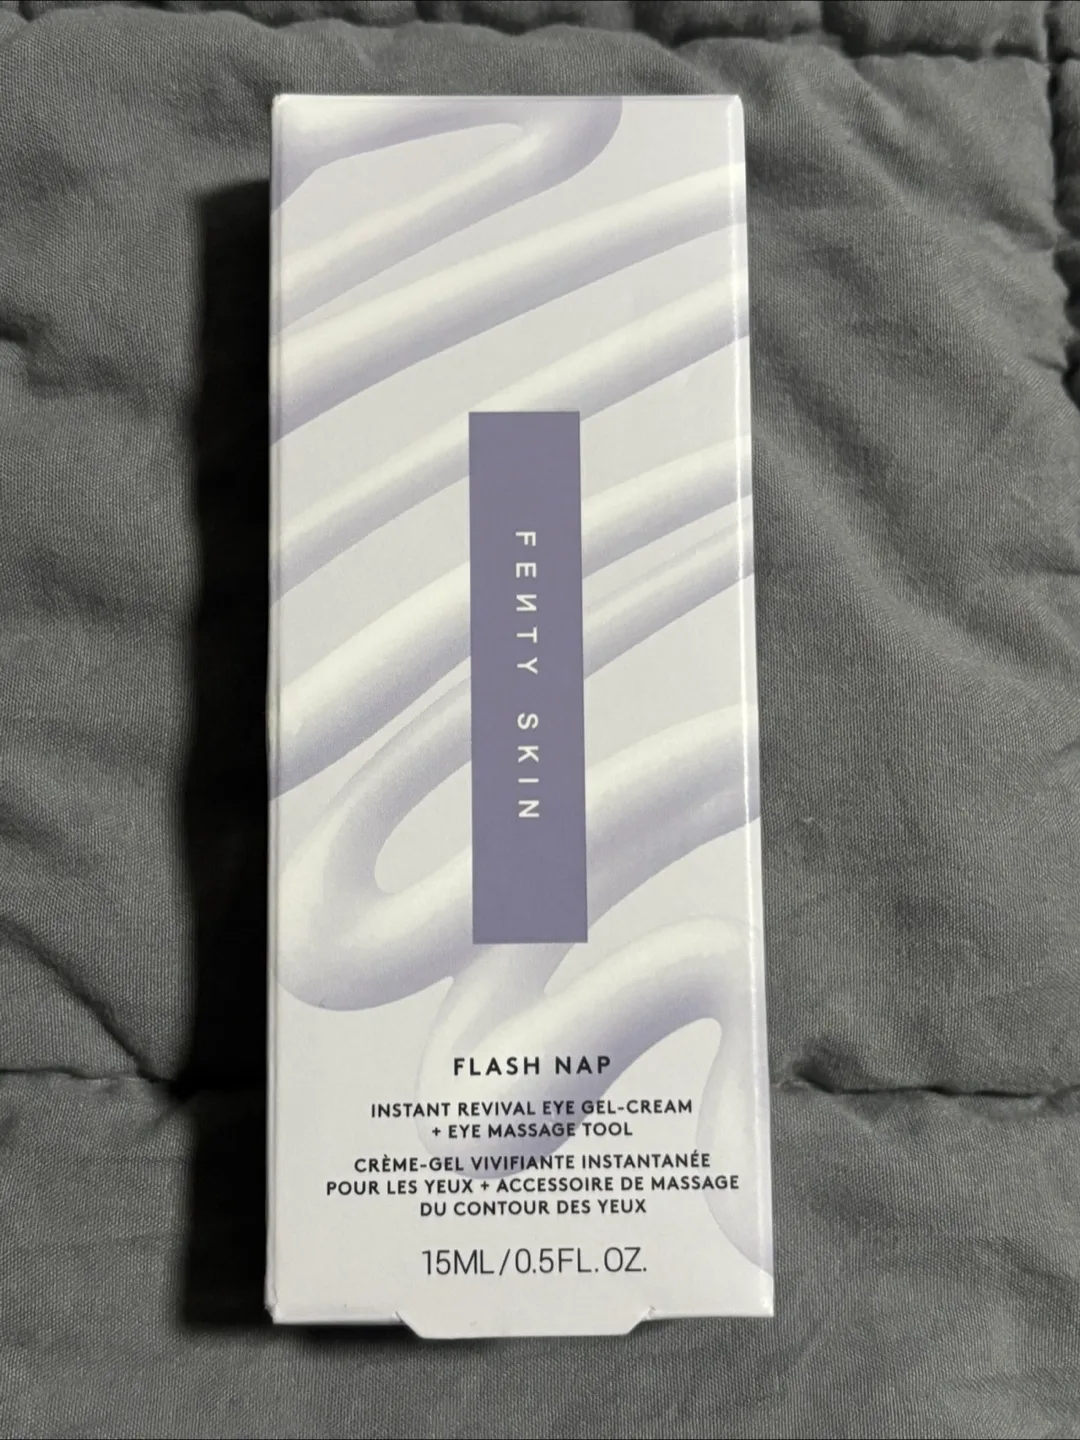 FENTY SKIN
FLASH NAP
INSTANT REVIVAL EYE GEL-CREAM
+ EYE MASSAGE TOOL
CRÈME-GEL VIVIFIANTE INSTANTANÉE
POUR LES YEUX + ACCESSOIRE DE MASSAGE
DU CONTOUR DES YEUX
15ML/0.5FL.OZ.